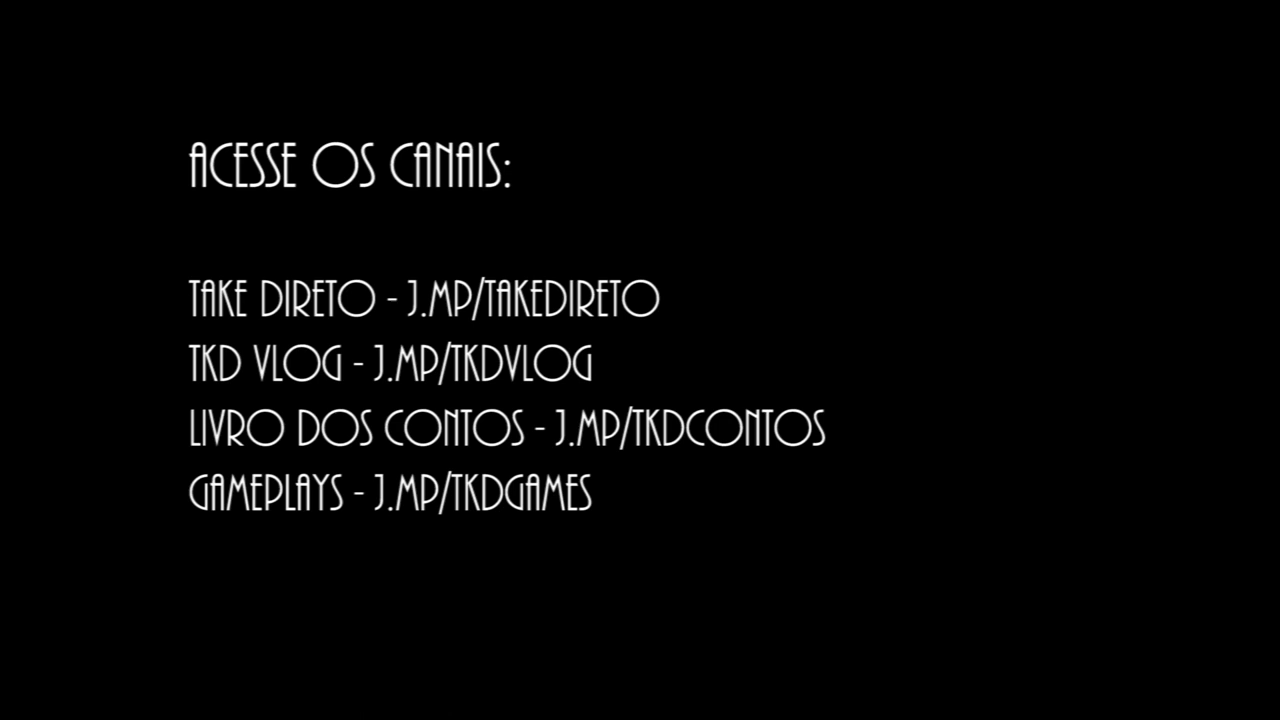 ACESSE OS CANAIS:
TAKE DIRETO - J.MP/TAKEDIRETO
TKD VLOG - J.MP/TKDVLOG
LIVRO DOS CONTOS - J.MP/TKDCONTOS
GAMEPLAYS - J.MP/TKDGAMES